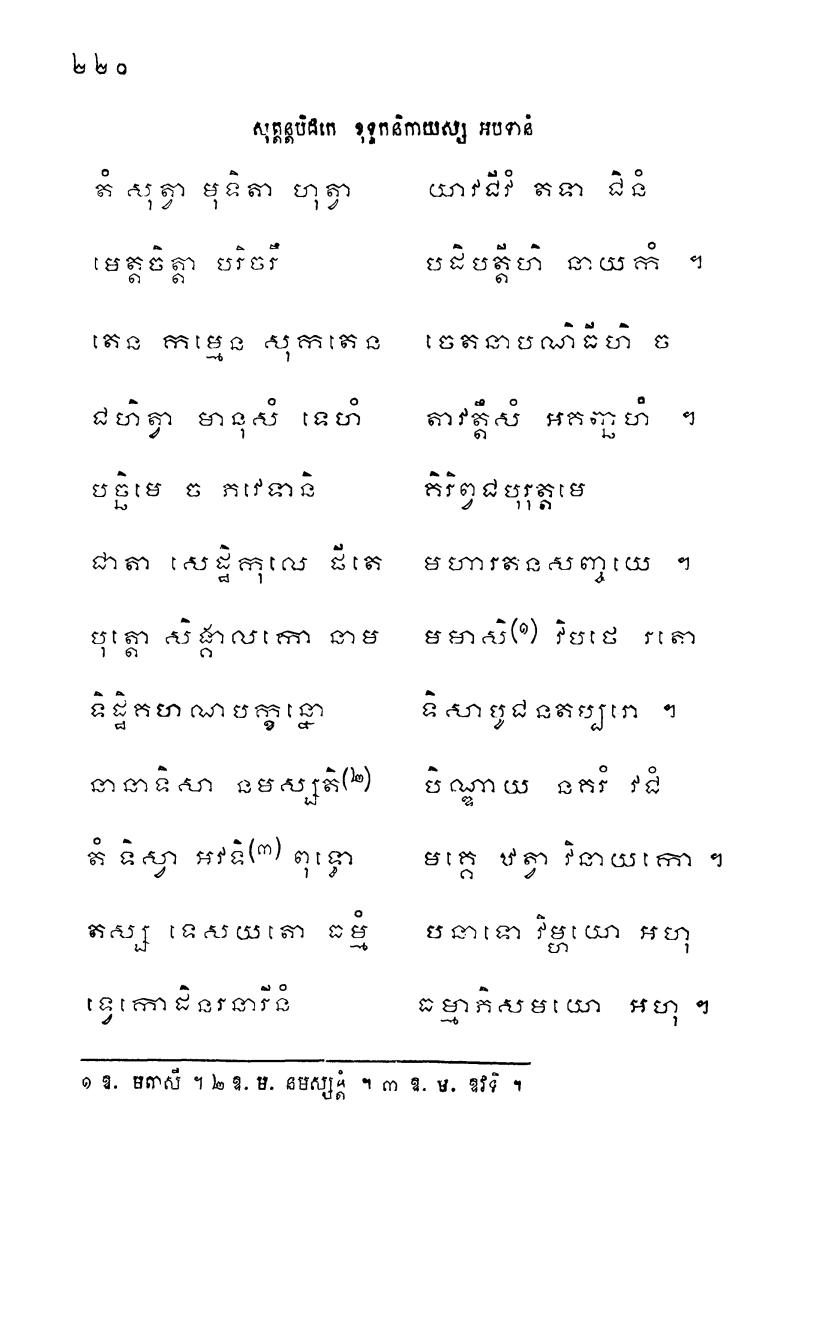 ២២០
សុត្តន្តបិដកេ ខុទ្ទកនិកាយស្ស អបទានំ
តំ សុត្វា មុទិតា ហុត្វា យាវជីវំ តទា ជិនំ
មេត្តចិត្តា បរិចរឹ បដិបត្តីហិ នាយកំ ។
តេន កម្មេន សុកតេន ចេតនាបណិធីហិ ច
ជហិត្វា មានុសំ ទេហំ តាវត្តឹសំ អគញ្ឆហំ ។
បច្ឆិមេ ច ភវេទានិ គិរិព្វជបុរុត្តមេ
ជាតា សេដ្ឋិកុលេ ផីតេ មហារតនសញ្ចយេ ។
បុត្តោ សិង្គាលកោ នាម មមាសិ(១) វិបថេ រតោ
ទិដ្ឋិគហណបក្ខន្នោ ទិសាបូជនតប្បរោ ។
នានាទិសា នមស្សតិ(២) បិណ្ឌាយ នគរំ វជំ
តំ ទិស្វា អវទិ(៣) ពុទ្ធោ មគ្គេ ឋត្វា វិនាយកោ ។
តស្ស ទេសយតោ ធម្មំ បនាទោ វិម្ហយោ អហុ
ទ្វេកោដិនរនារីនំ ធម្មាភិសមយោ អហុ ។
១ ឱ. មមាសី ។ ២ ឱ. ម. នមស្សន្តំ ។ ៣ ឱ. ម. ឱវទិ ។